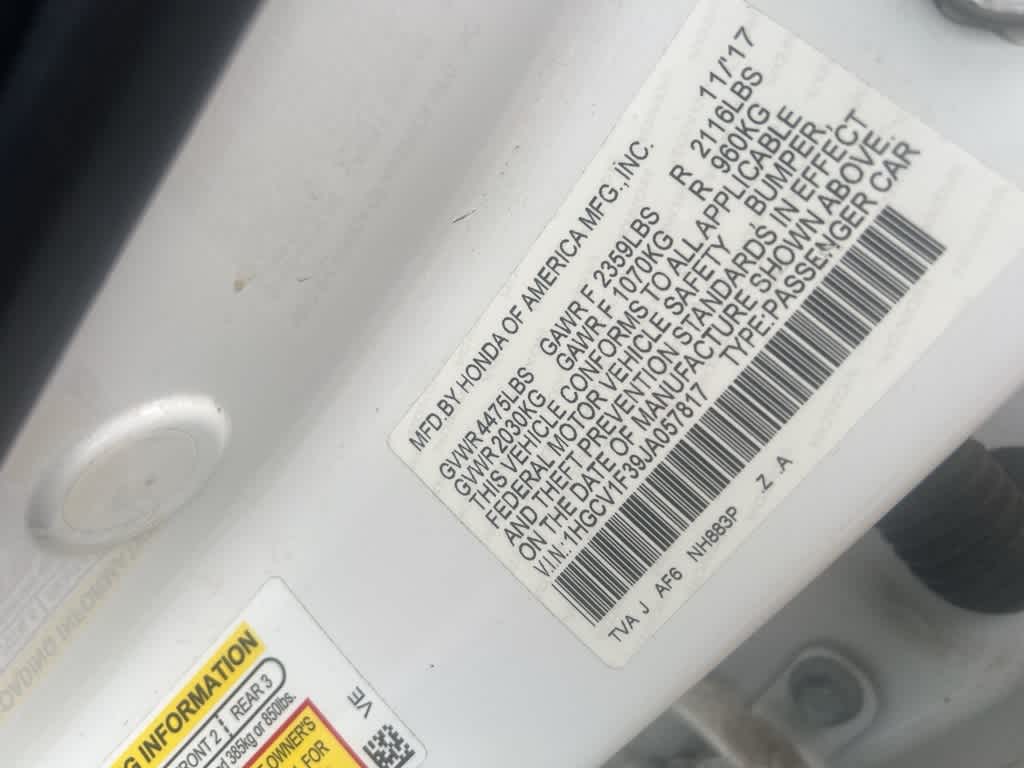 MFD.BY HONDA OF AMERICA MFG.,INC. 11/'17
GVWR 4475LBS GAWR F 2359LBS R 2116LBS
GVWR 2030KG GAWR F 1070KG R 960KG
THIS VEHICLE CONFORMS TO ALL APPLICABLE
FEDERAL MOTOR VEHICLE SAFETY, BUMPER,
AND THEFT PREVENTION STANDARDS IN EFFECT
ON THE DATE OF MANUFACTURE SHOWN ABOVE.
V.I.N.:1HGCV1F39JA057817 TYPE:PASSENGER CAR
TVA J AF6 NH883P Z A
INFORMATION
FRONT 2 REAR 3
385kg or 850lbs.
OWNER'S
FOR